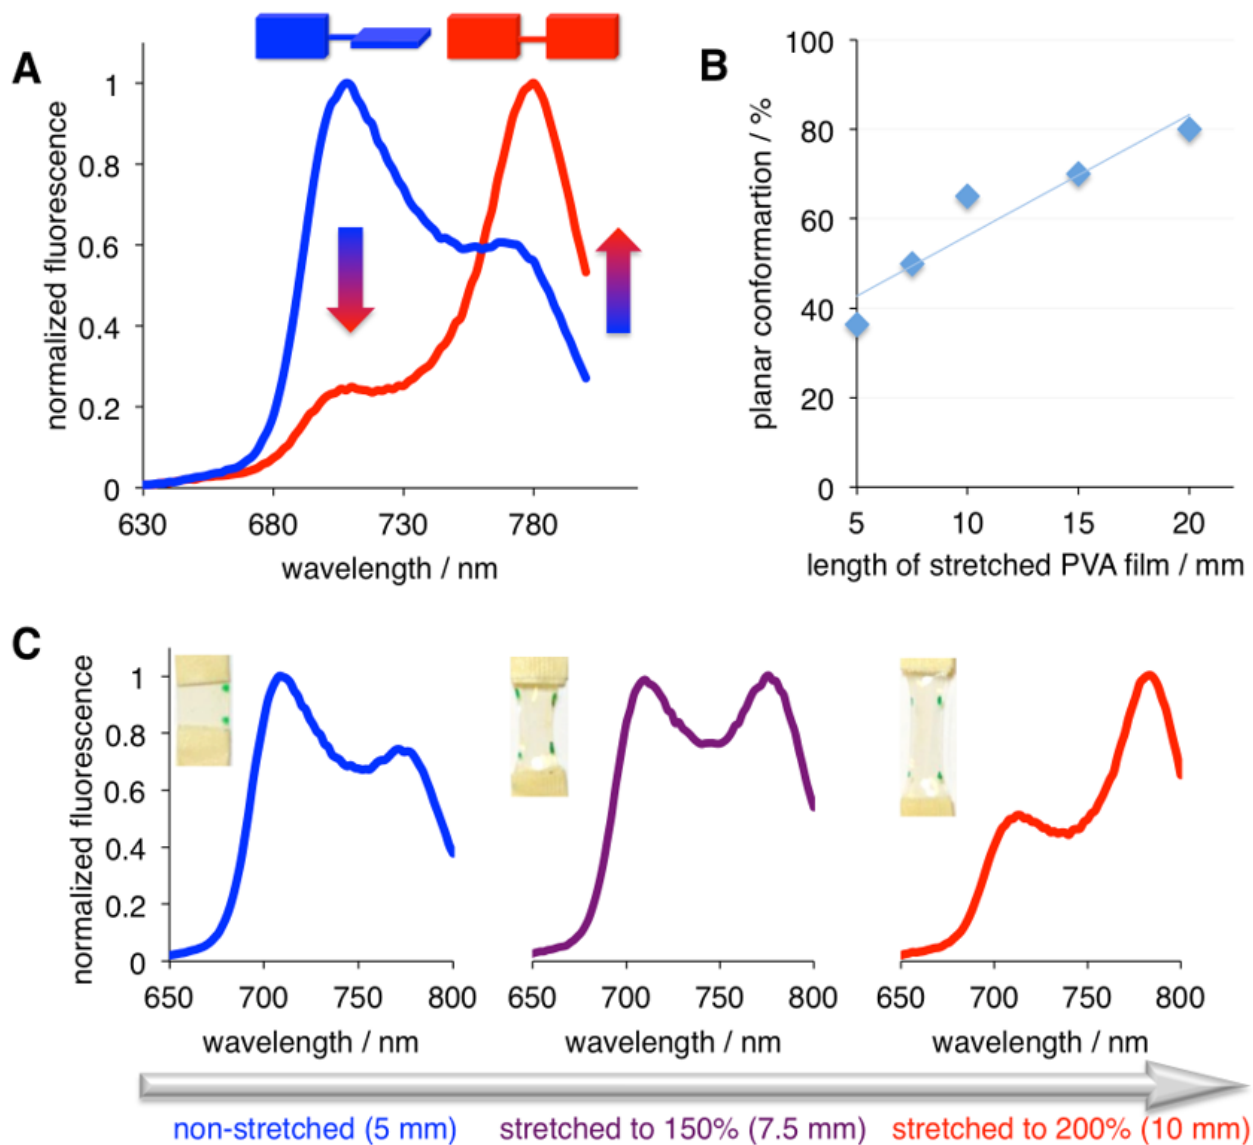 A
normalized fluorescence
1
0.8
0.6
0.4
0.2
0
630 680 730 780
wavelength / nm
B
planar conformartion / %
100
80
60
40
20
0
5 10 15 20
length of stretched PVA film / mm
C
normalized fluorescence
1
0.8
0.6
0.4
0.2
0
650 700 750 800
wavelength / nm
650 700 750 800
wavelength / nm
650 700 750 800
wavelength / nm
non-stretched (5 mm)
stretched to 150% (7.5 mm)
stretched to 200% (10 mm)